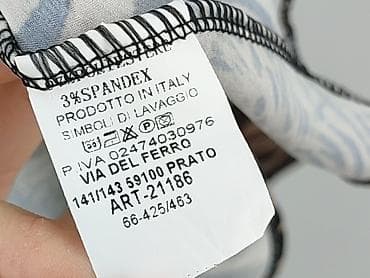 3%SPANDEX
PRODOTTO IN ITALY
SIMBOLI DI LAVAGGIO
P
P.IVA 02474030976
VIA DEL FERRO
141/143 59100 PRATO
ART-21186
66-425/463